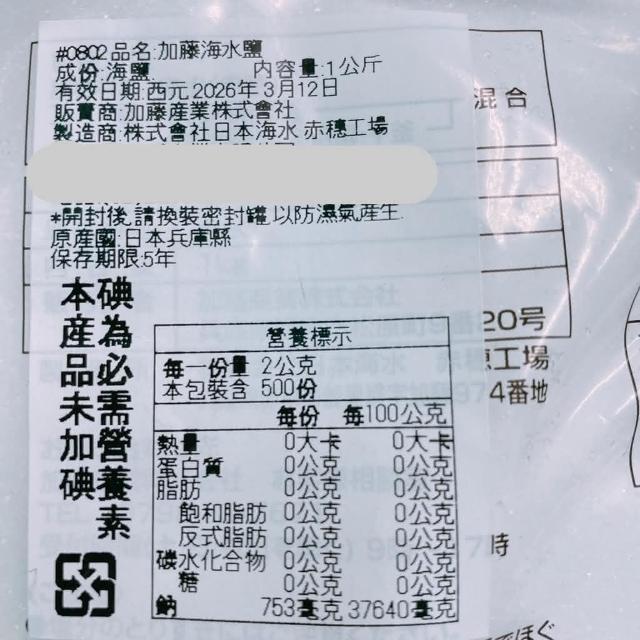 #0802 品名:加藤海水鹽
成份:海鹽 內容量:1公斤
有效日期:西元 2026年 3月12日
販賣商:加藤産業株式會社
製造商:株式會社日本海水 赤穗工場
*開封後,請換裝密封罐,以防濕氣産生.
原産國:日本兵庫縣
保存期限:5年
碘為必需營養素
本産品未加碘
營養標示
每一份量 2公克
本包裝含 500份
每份 每100公克
熱量 0大卡 0大卡
蛋白質 0公克 0公克
脂肪 0公克 0公克
飽和脂肪 0公克 0公克
反式脂肪 0公克 0公克
碳水化合物 0公克 0公克
糖 0公克 0公克
鈉 753毫克 37640毫克
混合
20号
工場
4番地
時